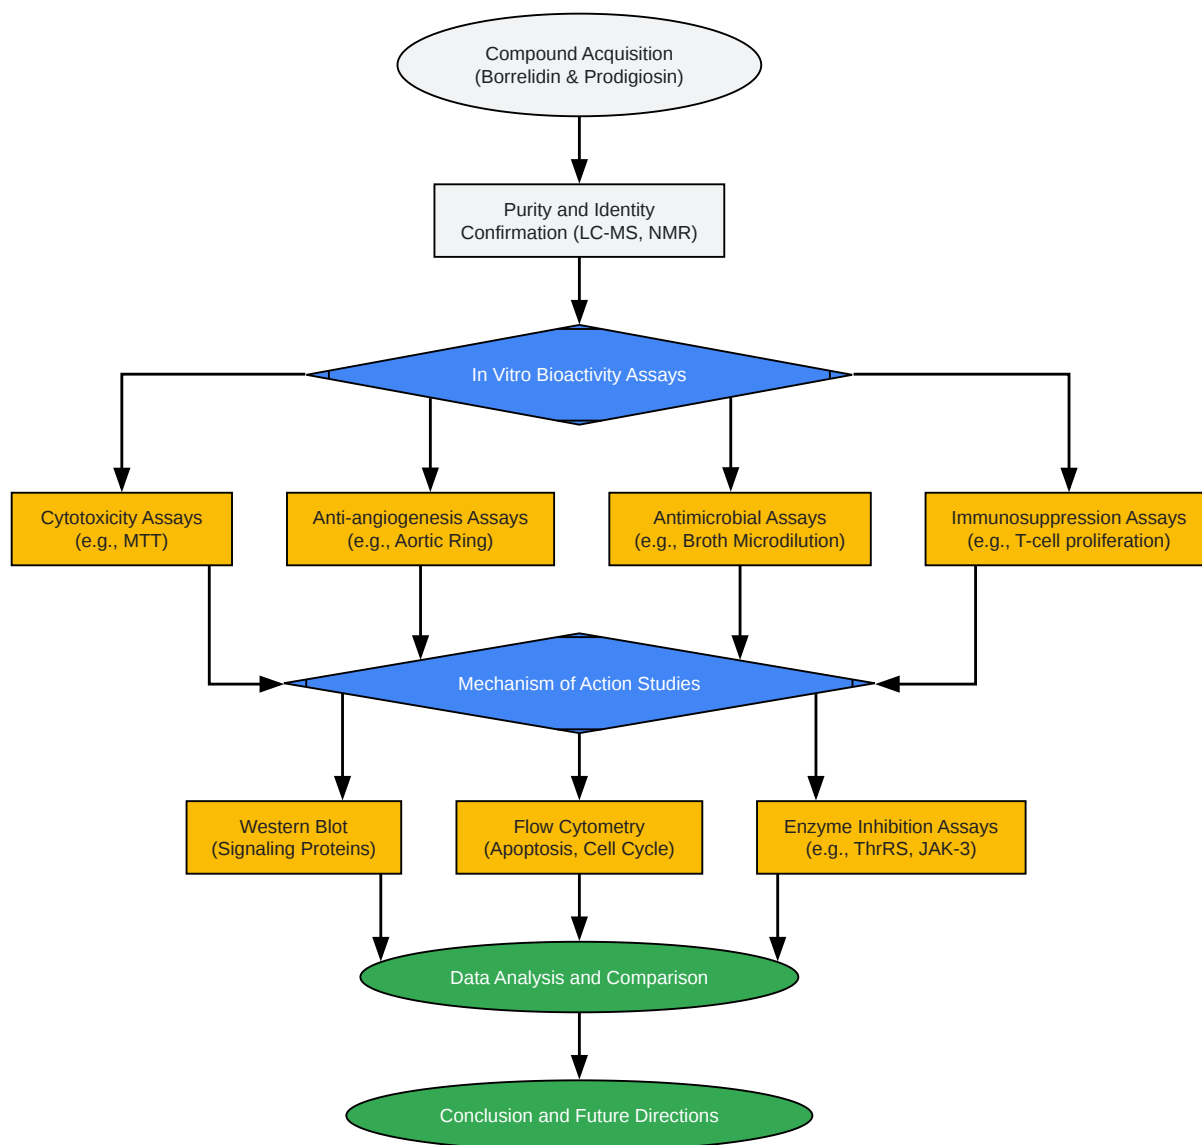 Compound Acquisition
(Borrelidin & Prodigiosin)
Purity and Identity
Confirmation (LC-MS, NMR)
In Vitro Bioactivity Assays
Cytotoxicity Assays
(e.g., MTT)
Anti-angiogenesis Assays
(e.g., Aortic Ring)
Antimicrobial Assays
(e.g., Broth Microdilution)
Immunosuppression Assays
(e.g., T-cell proliferation)
Mechanism of Action Studies
Western Blot
(Signaling Proteins)
Flow Cytometry
(Apoptosis, Cell Cycle)
Enzyme Inhibition Assays
(e.g., ThrRS, JAK-3)
Data Analysis and Comparison
Conclusion and Future Directions